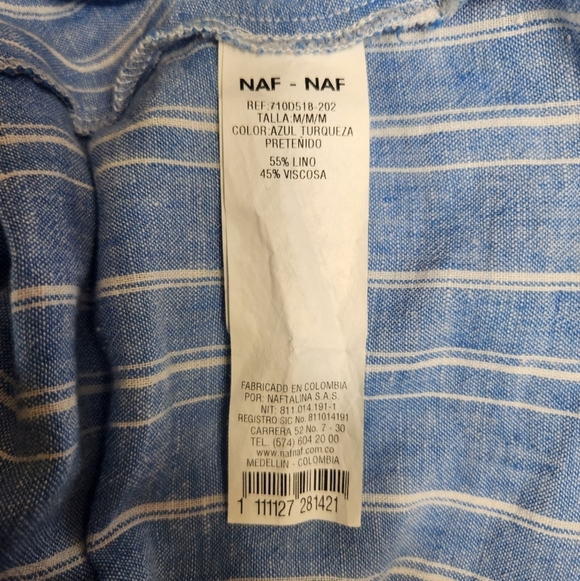 NAF - NAF
REF:710D518-202
TALLA:M/M/M
COLOR:AZUL TURQUEZA
PRETEÑIDO
55% LINO
45% VISCOSA
FABRICADO EN COLOMBIA
POR: NAFTALINA S.A.S.
NIT: 811.014.191-1
REGISTRO SIC No. 811014191
CARRERA 52 No. 7 - 30
TEL. (574) 604 20 00
www.nafnaf.com.co
MEDELLIN - COLOMBIA
1 111127 281421